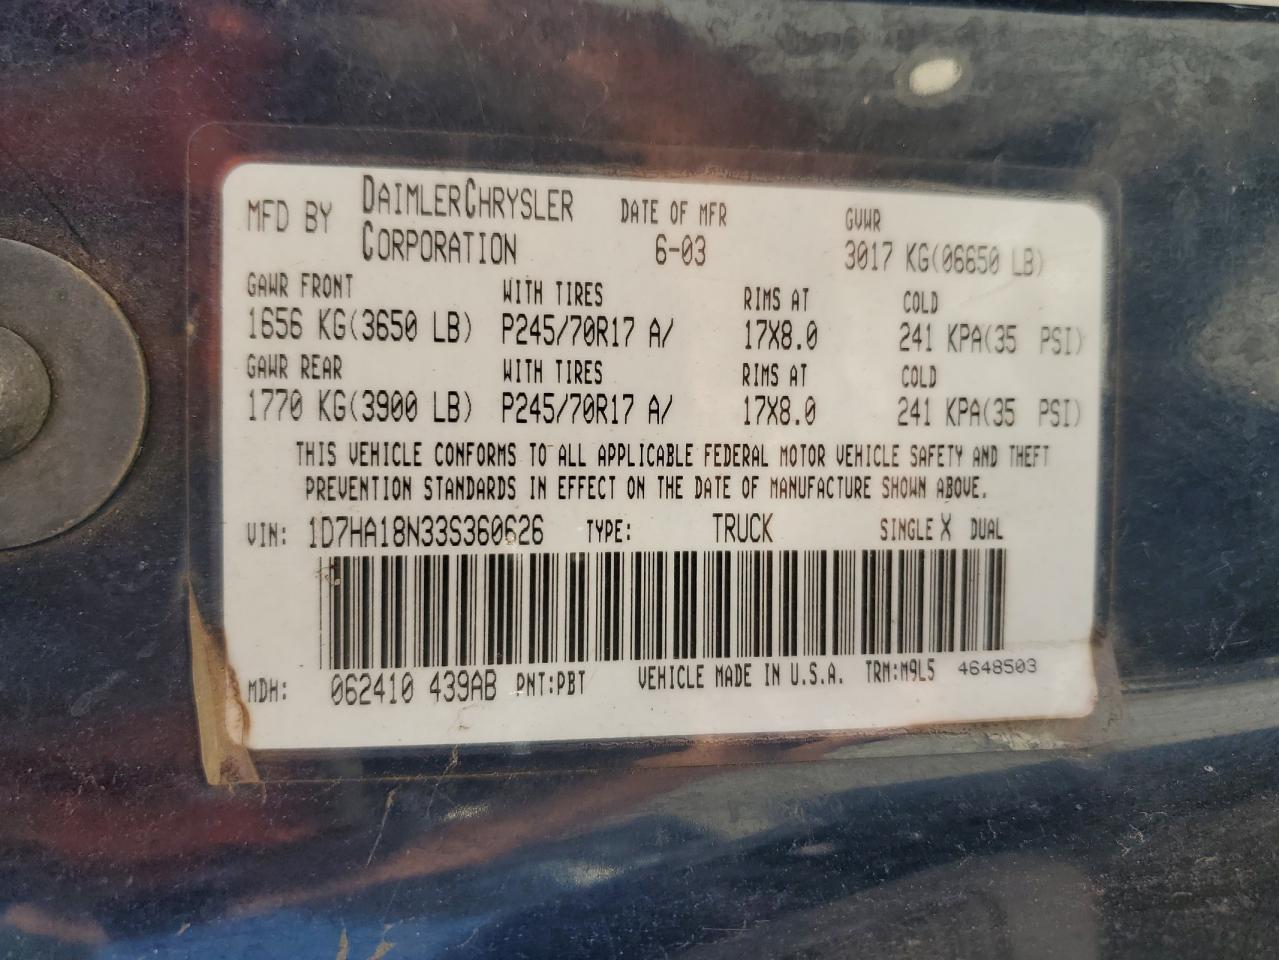 MFD BY DAIMLERCHRYSLER CORPORATION DATE OF MFR 6-03 GVWR 3017 KG(06650 LB)
GAWR FRONT WITH TIRES RIMS AT COLD
1656 KG(3650 LB) P245/70R17 A/ 17X8.0 241 KPA(35 PSI)
GAWR REAR WITH TIRES RIMS AT COLD
1770 KG(3900 LB) P245/70R17 A/ 17X8.0 241 KPA(35 PSI)
THIS VEHICLE CONFORMS TO ALL APPLICABLE FEDERAL MOTOR VEHICLE SAFETY AND THEFT
PREVENTION STANDARDS IN EFFECT ON THE DATE OF MANUFACTURE SHOWN ABOVE.
VIN: 1D7HA18N33S360626 TYPE: TRUCK SINGLE X DUAL
MDH: 062410 439AB PNT:PBT VEHICLE MADE IN U.S.A. TRM:M9L5 4648503